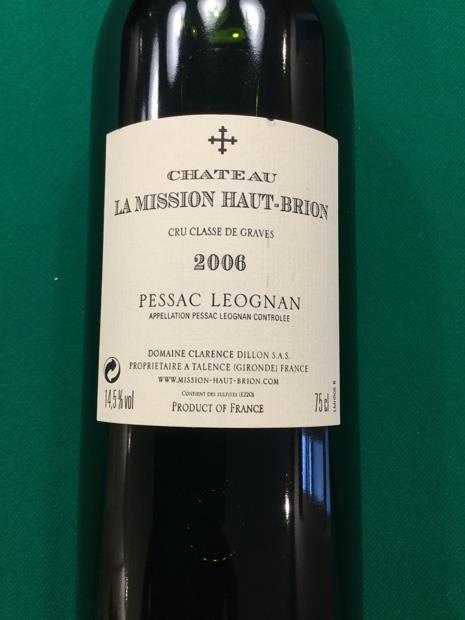 CHATEAU
LA MISSION HAUT-BRION
CRU CLASSE DE GRAVES
2006
PESSAC LEOGNAN
APPELLATION PESSAC LEOGNAN CONTROLEE
DOMAINE CLARENCE DILLON S.A.S.
PROPRIETAIRE A TALENCE (GIRONDE) FRANCE
WWW.MISSION-HAUT-BRION.COM
CONTIENT DES SULFITES (E220)
14,5 % vol
PRODUCT OF FRANCE
75 cl